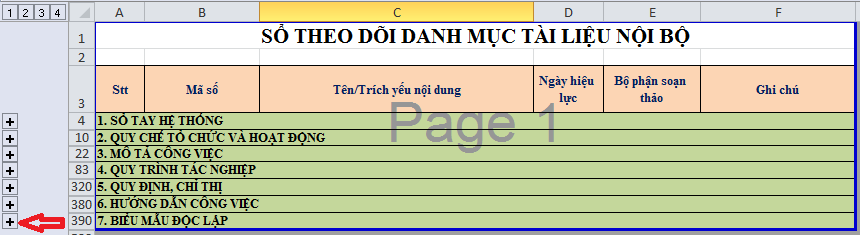 1 2 3 4 A B C D E F
1 SỔ THEO DÕI DANH MỤC TÀI LIỆU NỘI BỘ
2
3 Stt Mã số Tên/Trích yếu nội dung Ngày hiệu lực Bộ phận soạn thảo Ghi chú
Page 1
4 1. SỔ TAY HỆ THỐNG
10 2. QUY CHẾ TỔ CHỨC VÀ HOẠT ĐỘNG
22 3. MÔ TẢ CÔNG VIỆC
83 4. QUY TRÌNH TÁC NGHIỆP
320 5. QUY ĐỊNH, CHỈ THỊ
380 6. HƯỚNG DẪN CÔNG VIỆC
390 7. BIỂU MẪU ĐỘC LẬP